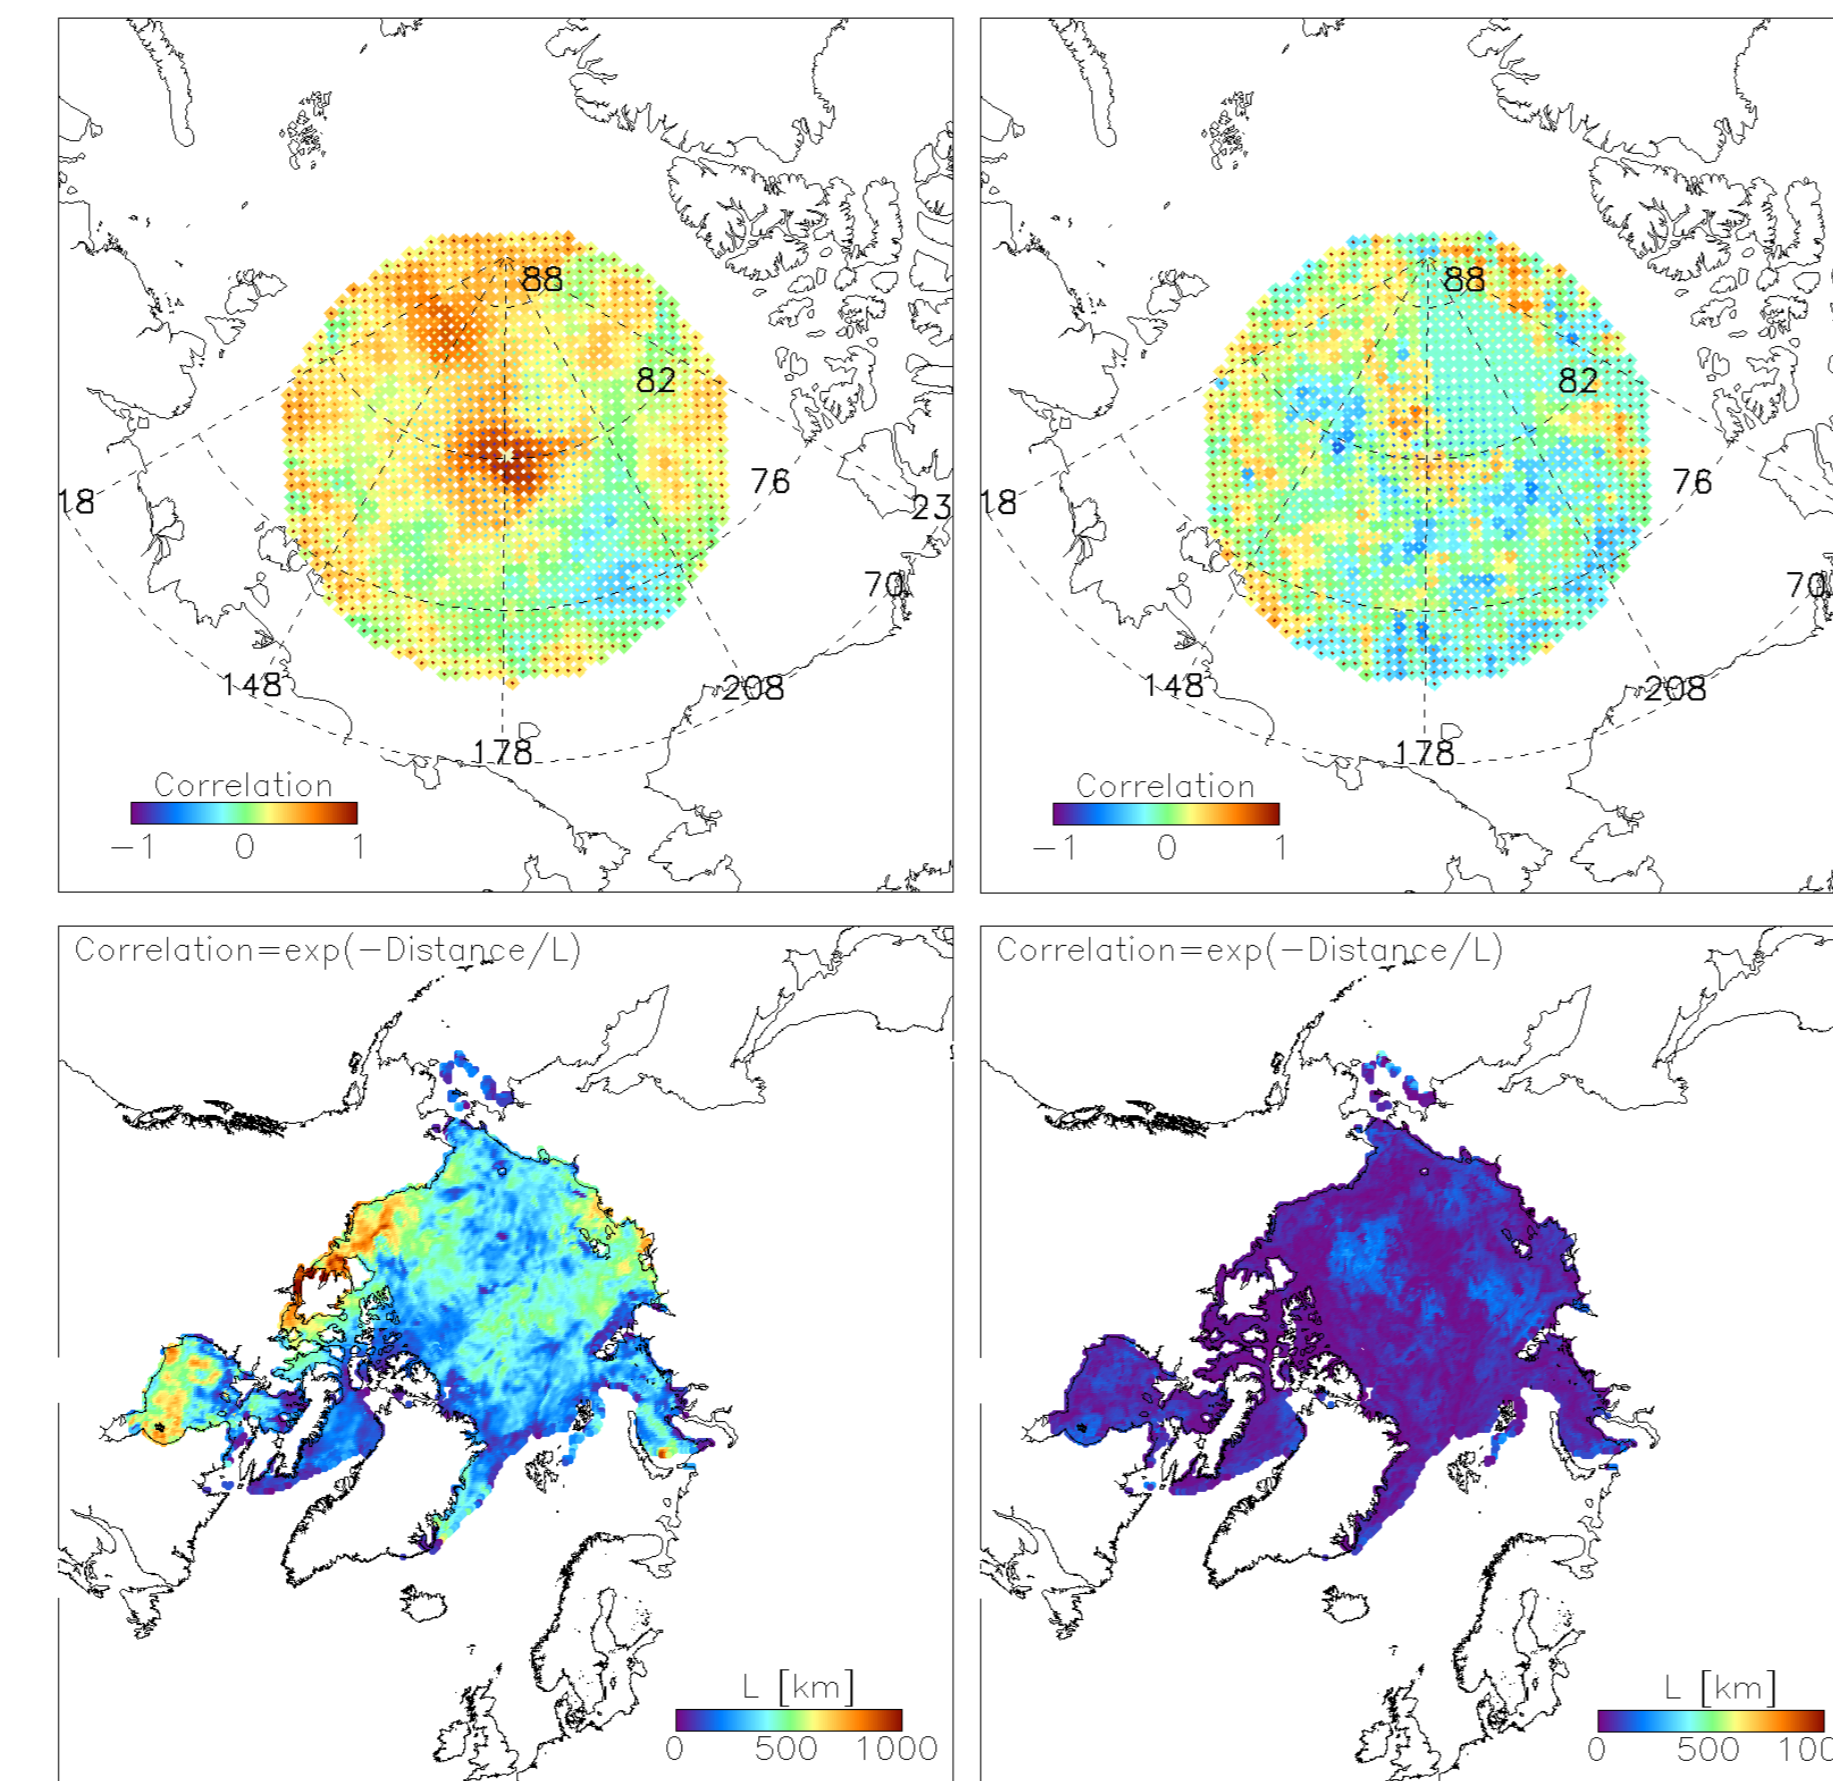 88
88
82
82
76
76
18
23
18
70
70
148
208
148
208
178
178
Correlation
Correlation
−1 0 1
−1 0 1
Correlation=exp(−Distance/L)
Correlation=exp(−Distance/L)
L [km]
L [km]
0 500 1000
0 500 100